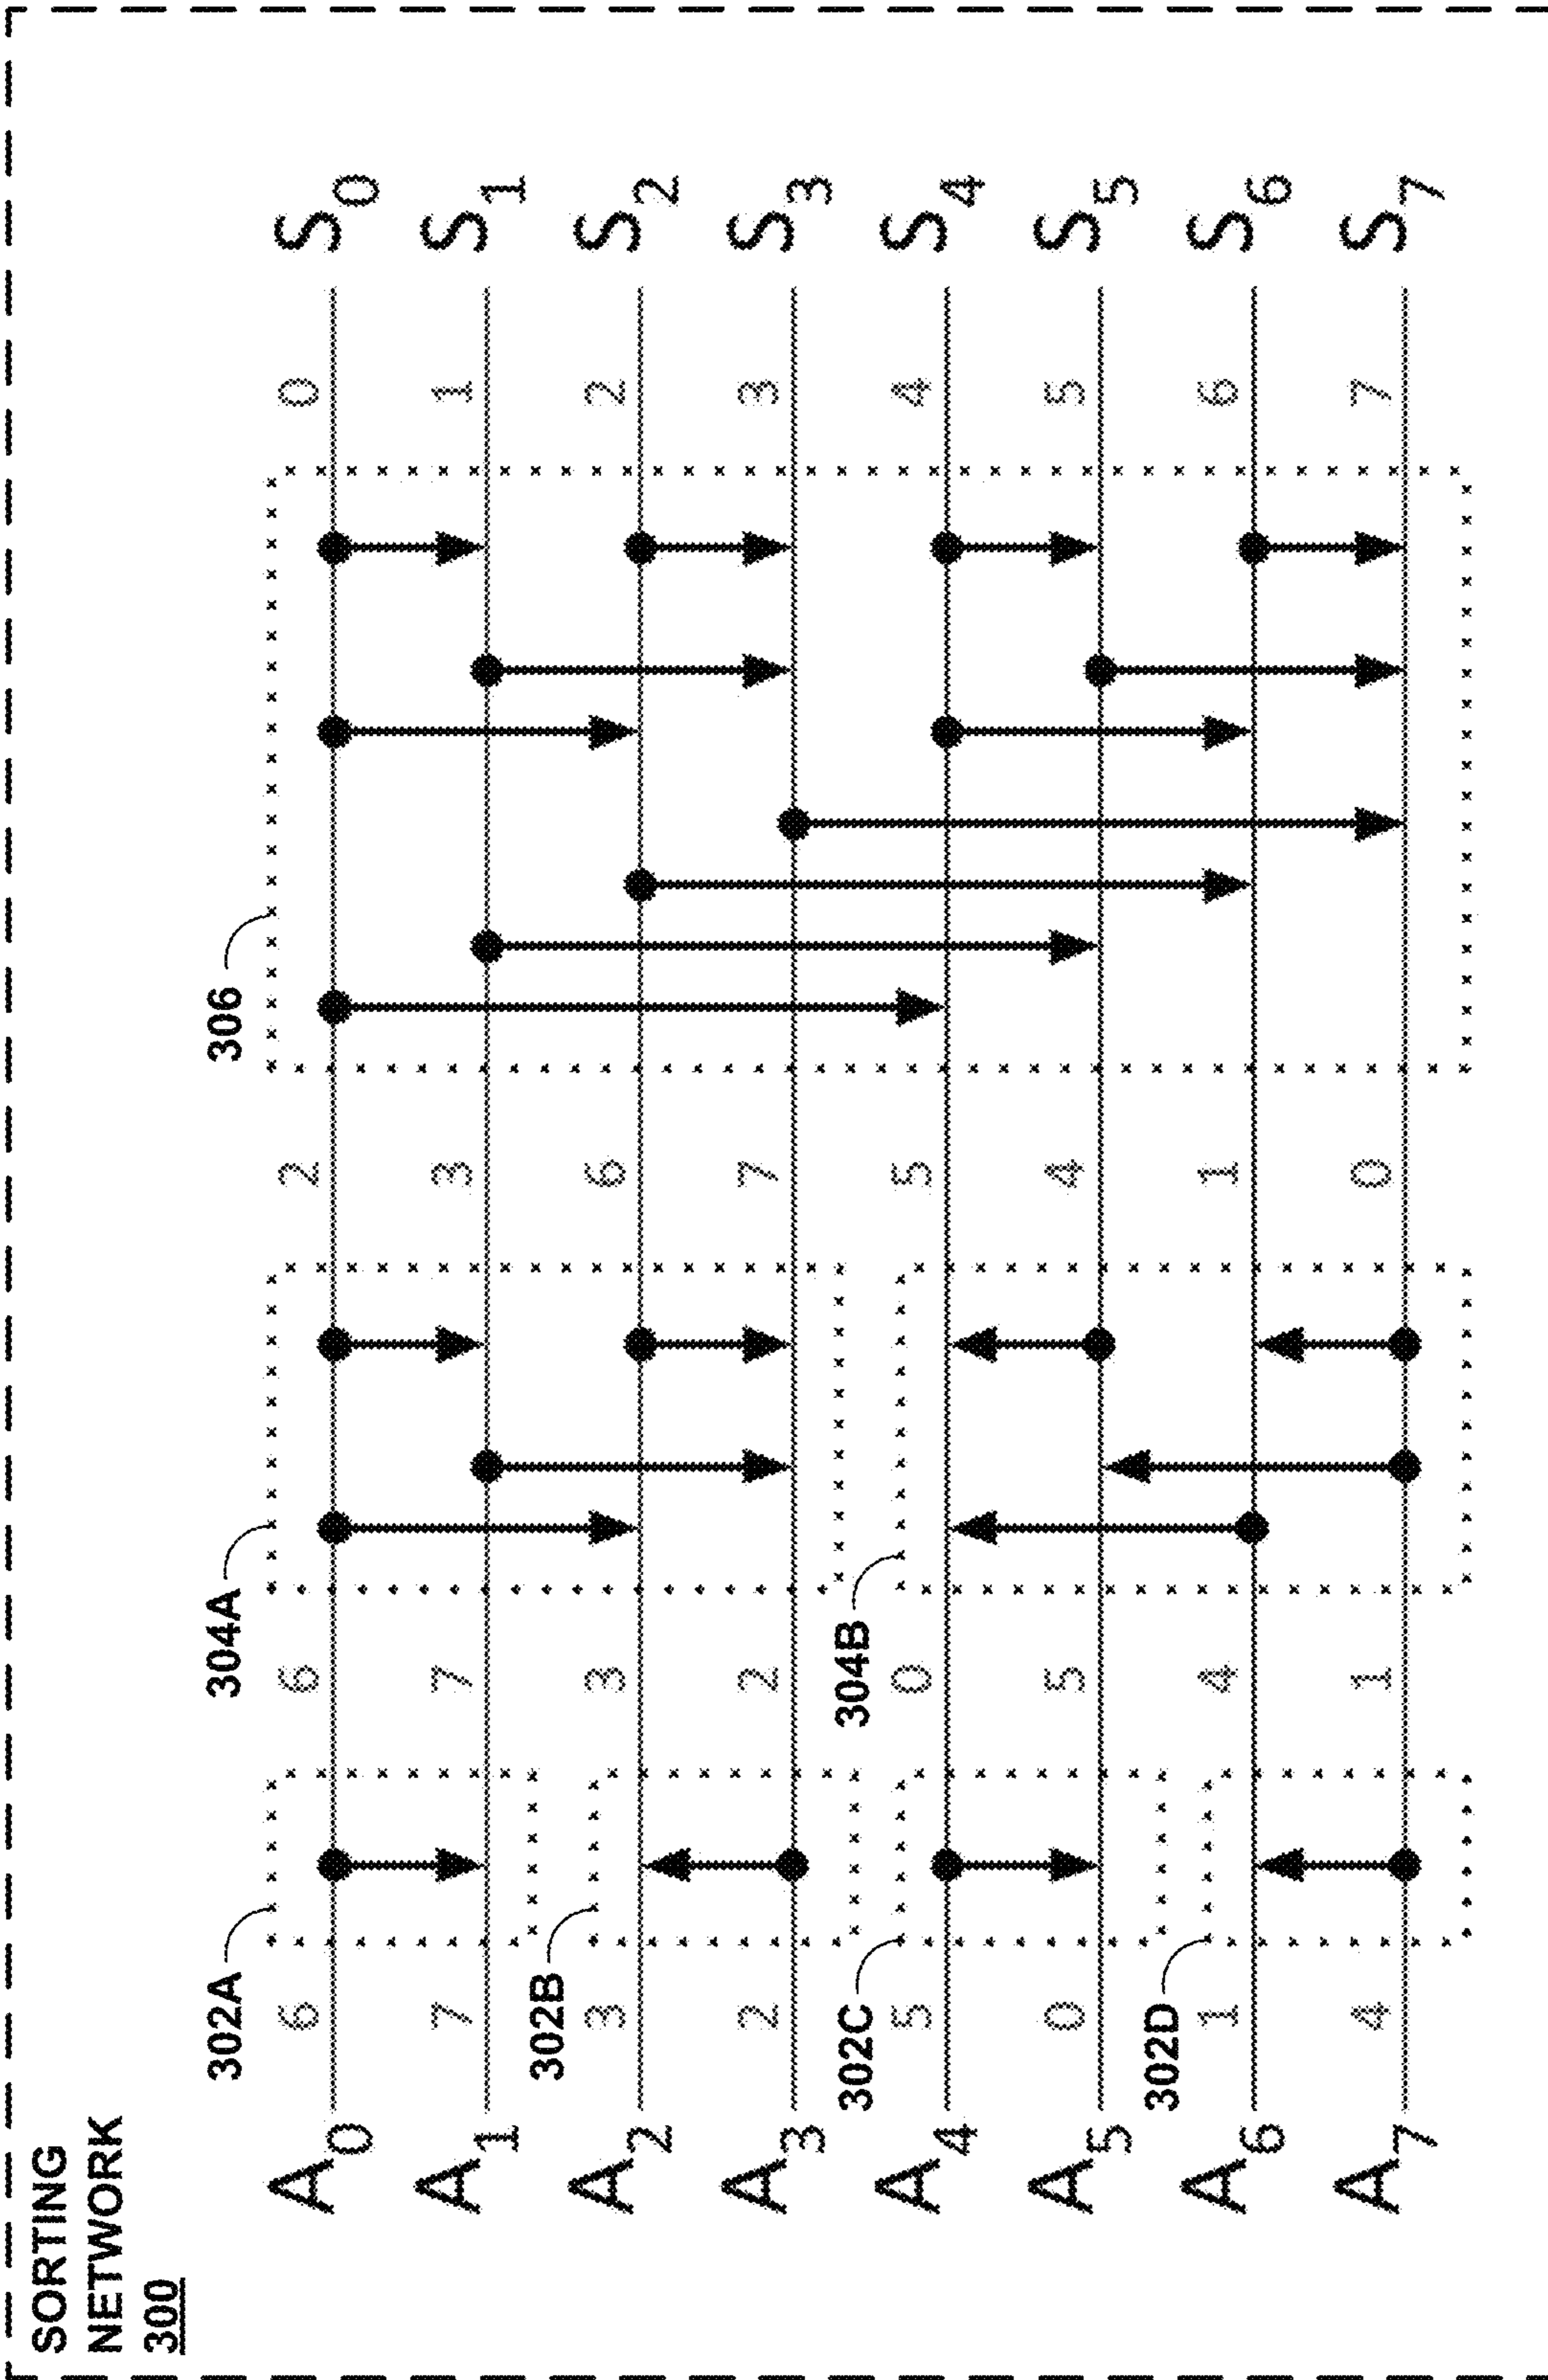 SORTING
NETWORK
300
302A
304A
306
A0 6 6 2 0 S0
A1 7 7 3 1 S1
302B
A2 3 3 6 2 S2
A3 2 2 7 3 S3
302C
304B
A4 5 0 5 4 S4
A5 0 5 4 5 S5
302D
A6 1 4 1 6 S6
A7 4 1 0 7 S7